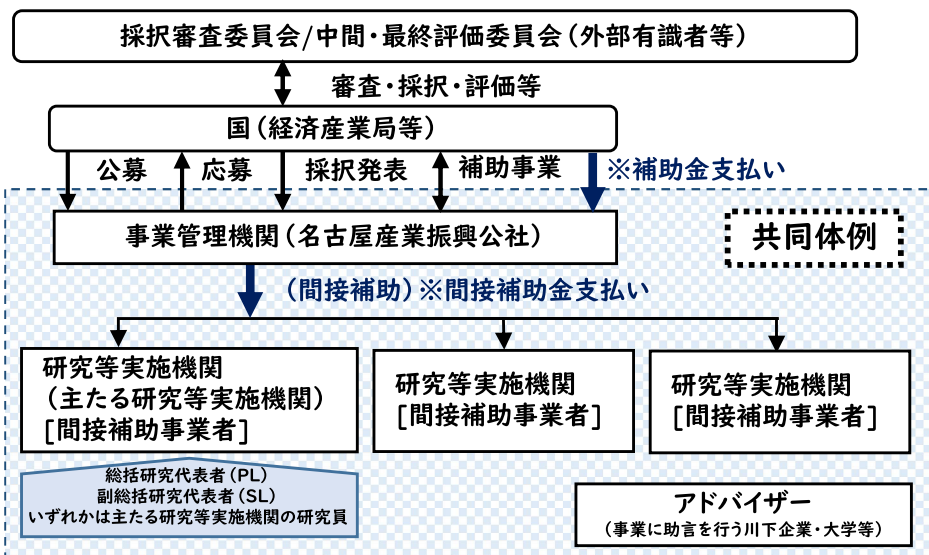 採択審査委員会/中間・最終評価委員会(外部有識者等)
審査・採択・評価等
国(経済産業局等)
公募 応募 採択発表 補助事業 ※補助金支払い
事業管理機関(名古屋産業振興公社)
共同体例
(間接補助)※間接補助金支払い
研究等実施機関
(主たる研究等実施機関)
[間接補助事業者]
研究等実施機関
[間接補助事業者]
研究等実施機関
[間接補助事業者]
総括研究代表者(PL)
副総括研究代表者(SL)
いずれかは主たる研究等実施機関の研究員
アドバイザー
(事業に助言を行う川下企業・大学等)